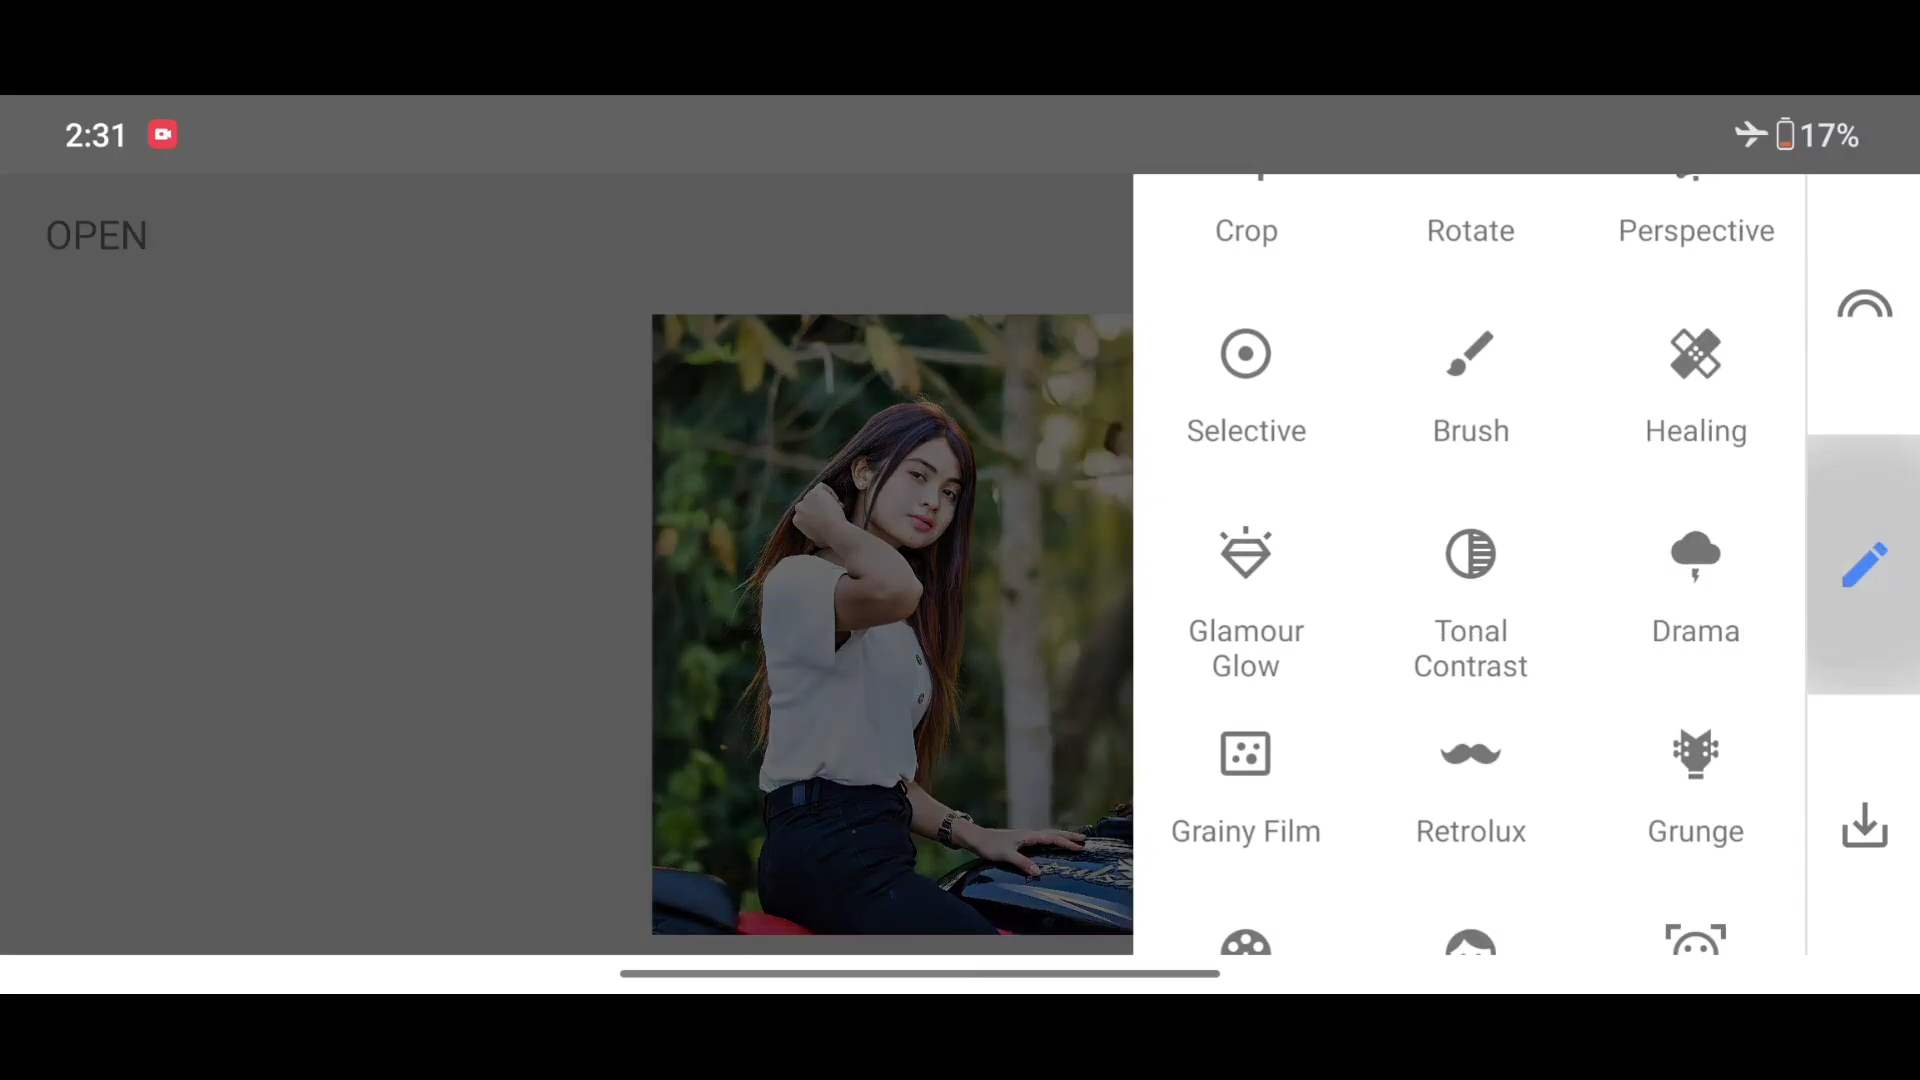 2:31
17%
OPEN
Crop
Rotate
Perspective
Selective
Brush
Healing
Glamour
Glow
Tonal
Contrast
Drama
Grainy Film
Retrolux
Grunge